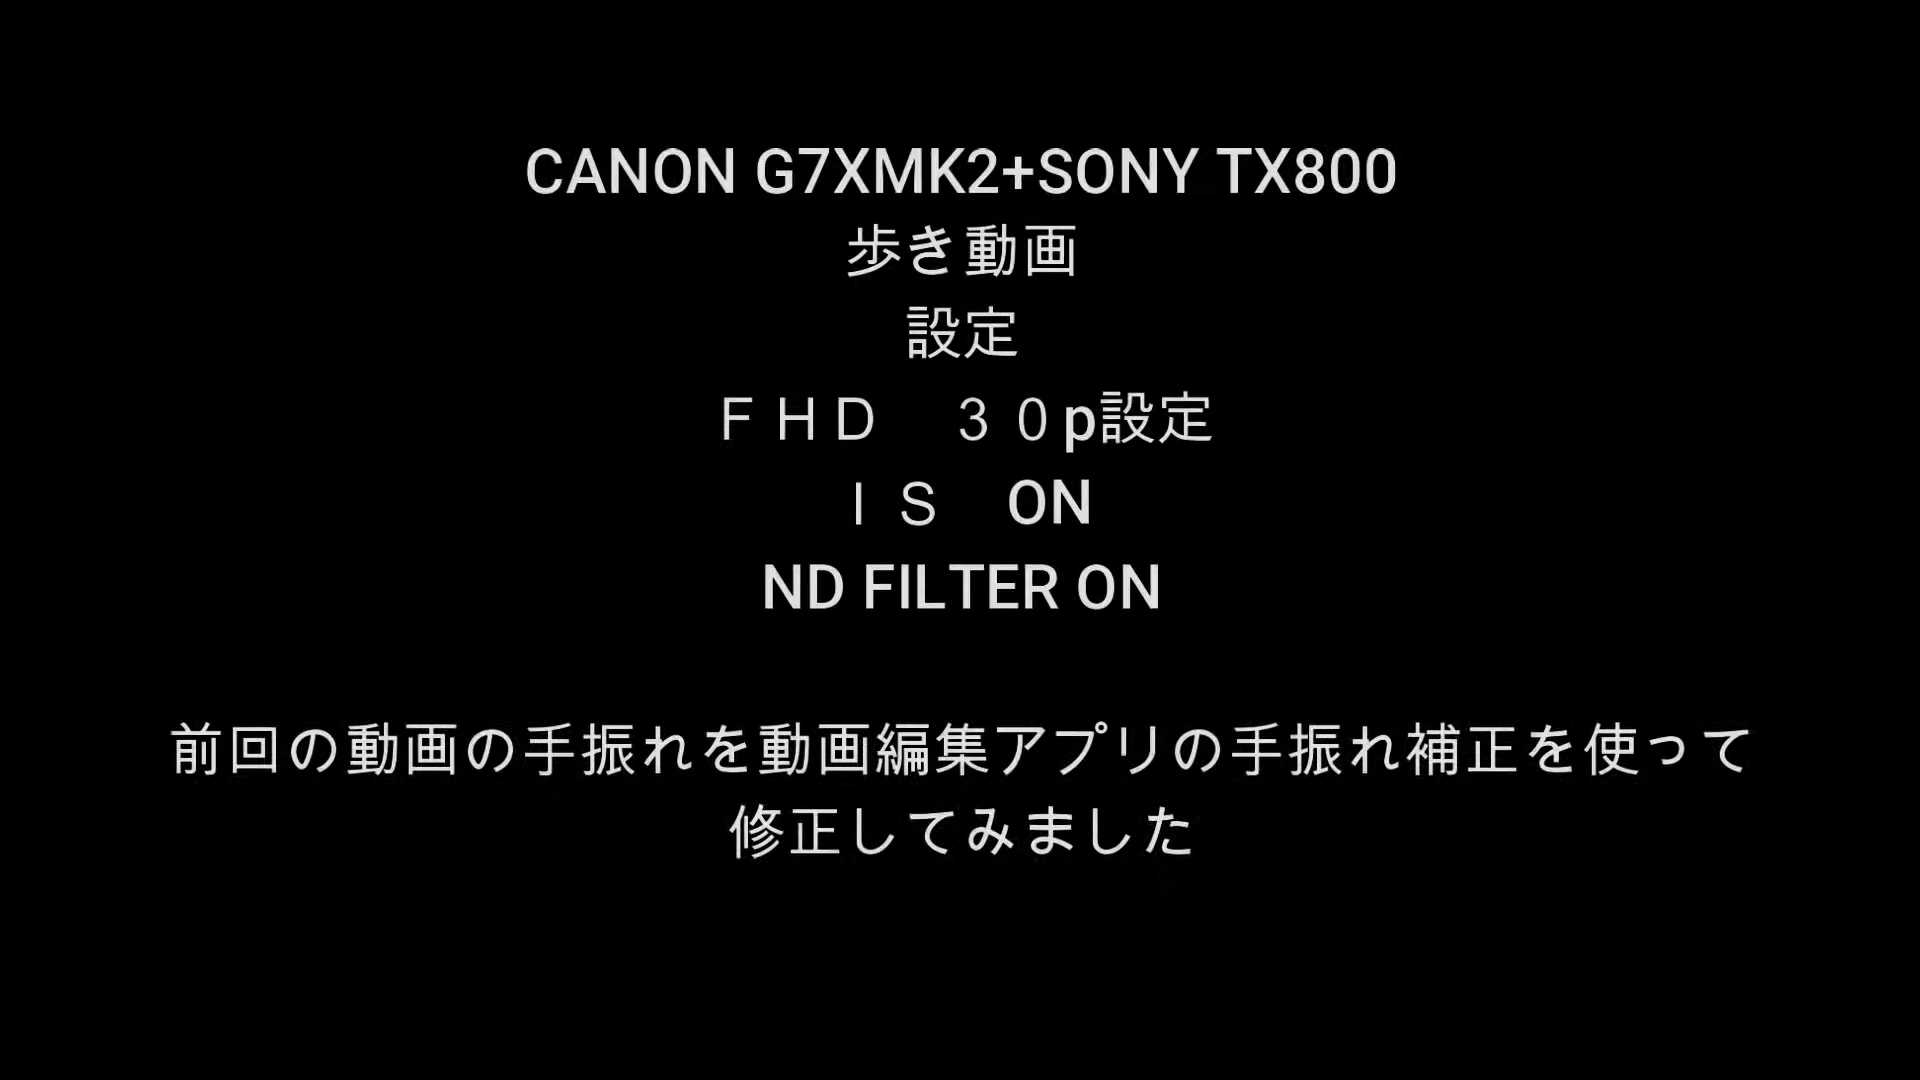 CANON G7XMK2+SONY TX800
歩き動画
設定
ＦＨＤ　３０p設定
ＩＳ　ON
ND FILTER ON
前回の動画の手振れを動画編集アプリの手振れ補正を使って
修正してみました